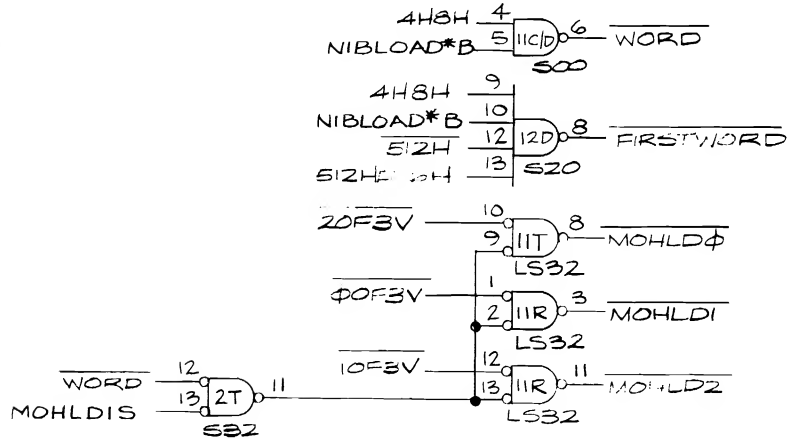 4H8H 4
NIBLOAD*B 5 11C/D 6 WORD
S00
4H8H 9
NIBLOAD*B 10
512H 12 12D 8 FIRSTWORD
13 S20
2OF3V 10
9 11T 8 MOHLDϕ
LS32
ϕOF3V 1
2 11R 3 MOHLD1
LS32
1OF3V 12
13 11R 11 MOHLD2
LS32
WORD 12
MOHLDIS 13 2T 11
S32